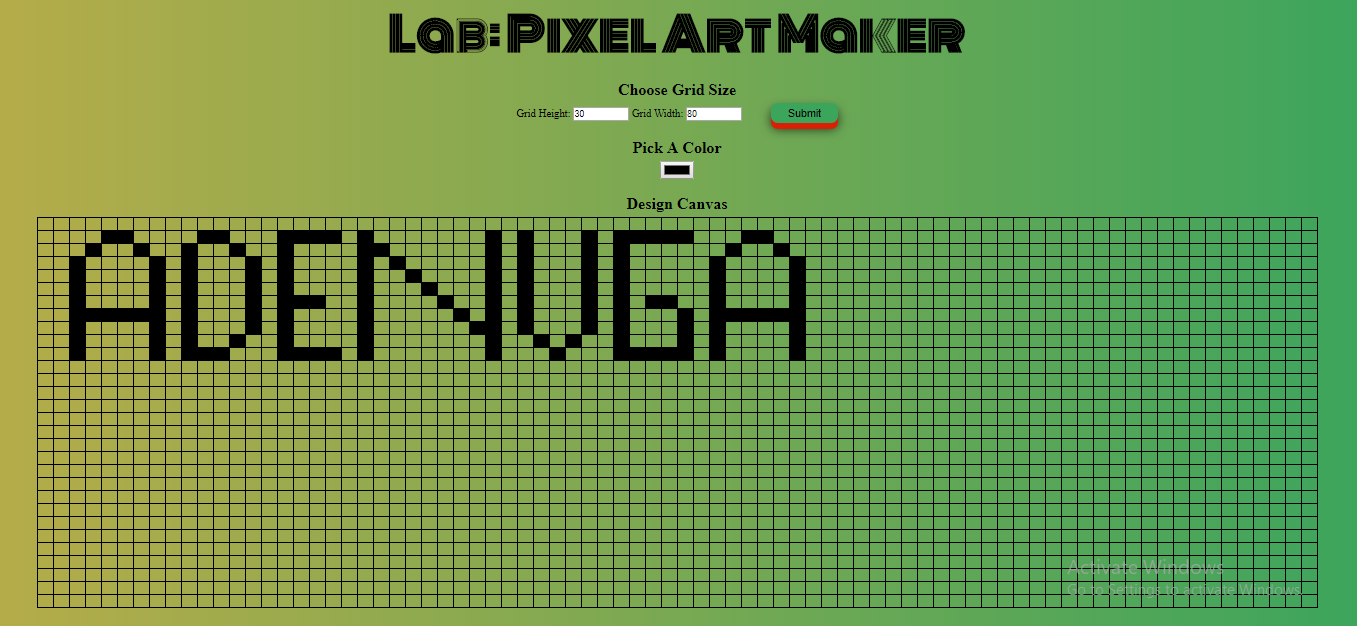 Lab: Pixel Art Maker
Choose Grid Size
Grid Height: 30 Grid Width: 80 Submit
Pick A Color
Design Canvas
ADENUGA
Activate Windows
Go to Settings to activate Windows.